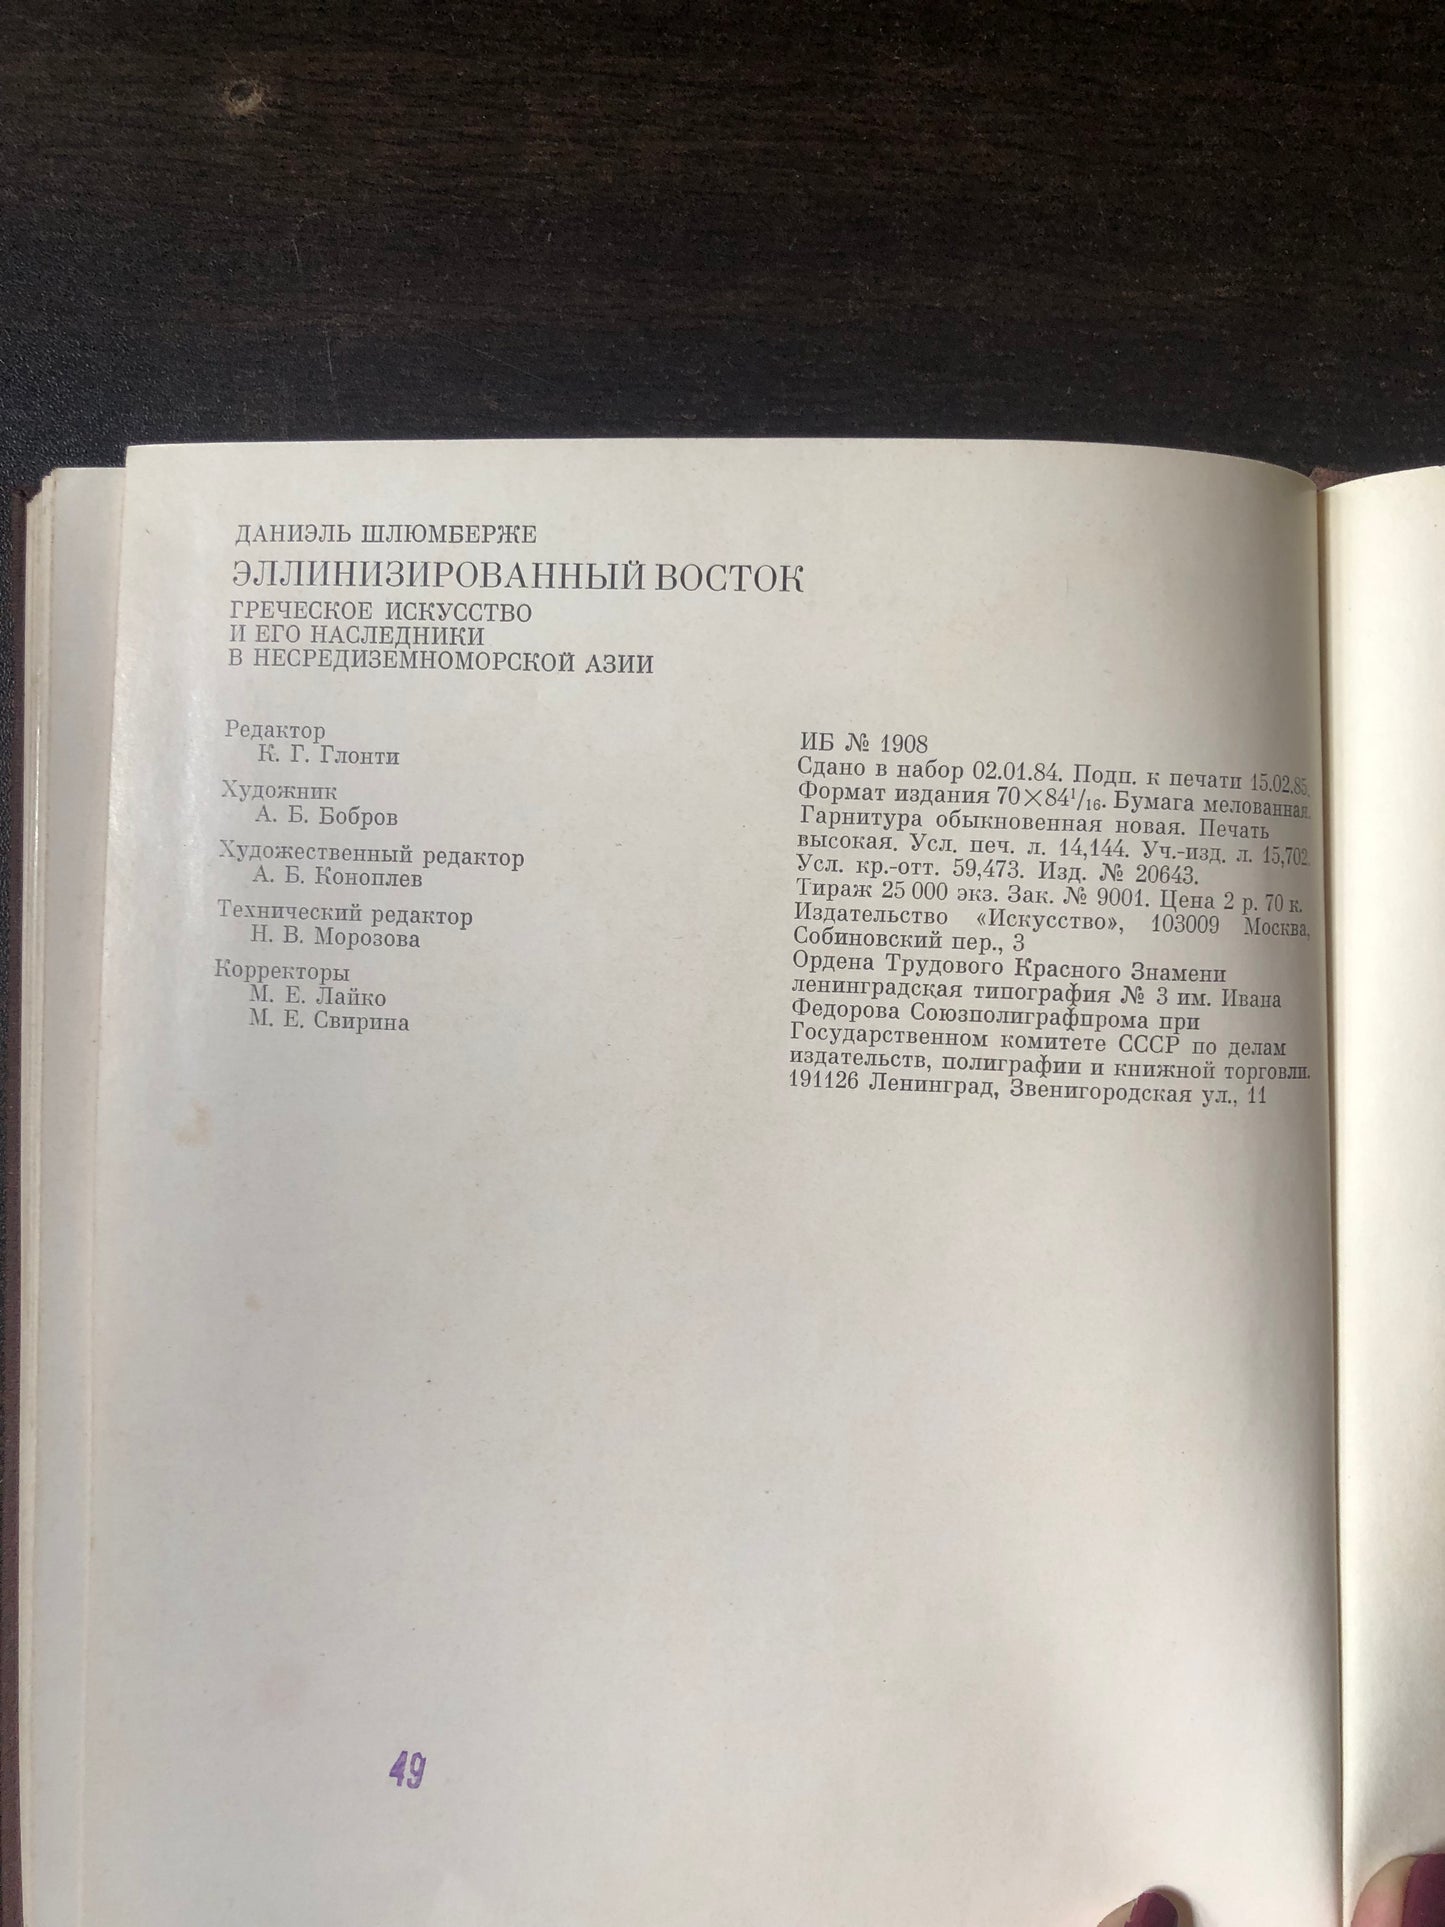 ДАНИЭЛЬ ШЛЮМБЕРЖЕ
ЭЛЛИНИЗИРОВАННЫЙ ВОСТОК
ГРЕЧЕСКОЕ ИСКУССТВО
И ЕГО НАСЛЕДНИКИ
В НЕСРЕДИЗЕМНОМОРСКОЙ АЗИИ
Редактор
К. Г. Глонти
Художник
А. Б. Бобров
Художественный редактор
А. Б. Коноплев
Технический редактор
Н. В. Морозова
Корректоры
М. Е. Лайко
М. Е. Свирина
ИБ № 1908
Сдано в набор 02.01.84. Подп. к печати 15.02.85.
Формат издания 70×84¹/₁₆. Бумага мелованная.
Гарнитура обыкновенная новая. Печать
высокая. Усл. печ. л. 14,144. Уч.-изд. л. 15,702.
Усл. кр.-отт. 59,473. Изд. № 20643.
Тираж 25 000 экз. Зак. № 9001. Цена 2 р. 70 к.
Издательство «Искусство», 103009 Москва,
Собиновский пер., 3
Ордена Трудового Красного Знамени
ленинградская типография № 3 им. Ивана
Федорова Союзполиграфпрома при
Государственном комитете СССР по делам
издательств, полиграфии и книжной торговли.
191126 Ленинград, Звенигородская ул., 11
49